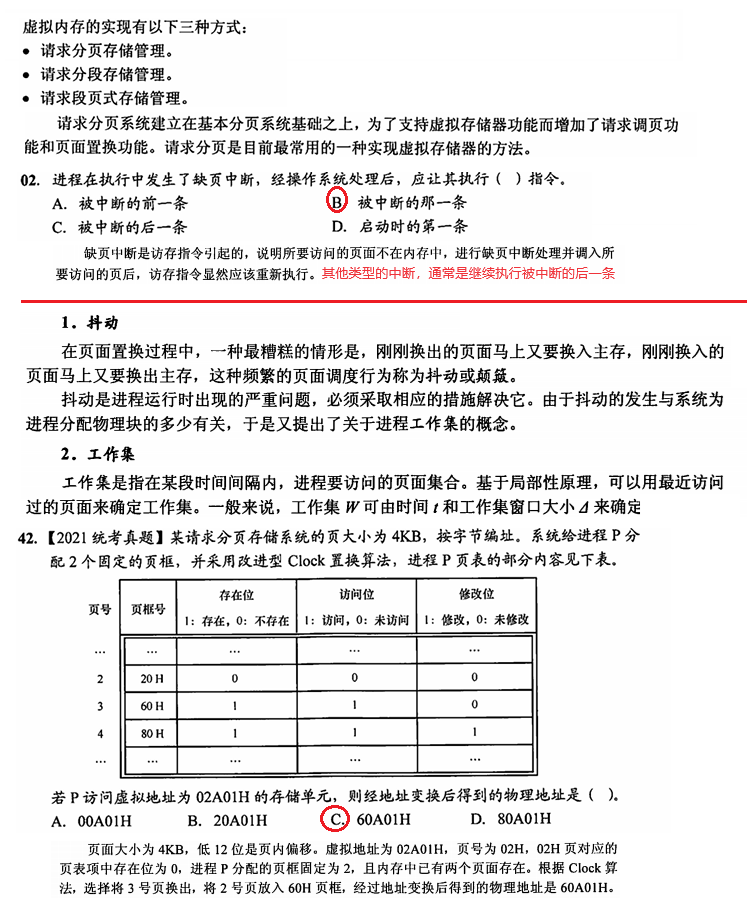 虚拟内存的实现有以下三种方式：
• 请求分页存储管理。
• 请求分段存储管理。
• 请求段页式存储管理。
请求分页系统建立在基本分页系统基础之上，为了支持虚拟存储器功能而增加了请求调页功
能和页面置换功能。请求分页是目前最常用的一种实现虚拟存储器的方法。
02. 进程在执行中发生了缺页中断，经操作系统处理后，应让其执行（ ）指令。
A. 被中断的前一条 B. 被中断的那一条
C. 被中断的后一条 D. 启动时的第一条
缺页中断是访存指令引起的，说明所要访问的页面不在内存中，进行缺页中断处理并调入所
要访问的页后，访存指令显然应该重新执行。其他类型的中断，通常是继续执行被中断的后一条
1. 抖动
在页面置换过程中，一种最糟糕的情形是，刚刚换出的页面马上又要换入主存，刚刚换入的
页面马上又要换出主存，这种频繁的页面调度行为称为抖动或颠簸。
抖动是进程运行时出现的严重问题，必须采取相应的措施解决它。由于抖动的发生与系统为
进程分配物理块的多少有关，于是又提出了关于进程工作集的概念。
2. 工作集
工作集是指在某段时间间隔内，进程要访问的页面集合。基于局部性原理，可以用最近访问
过的页面来确定工作集。一般来说，工作集 W 可由时间 t 和工作集窗口大小 Δ 来确定
42.【2021 统考真题】某请求分页存储系统的页大小为 4KB，按字节编址。系统给进程 P 分
配 2 个固定的页框，并采用改进型 Clock 置换算法，进程 P 页表的部分内容见下表。
页号 页框号 存在位 访问位 修改位
1：存在，0：不存在 1：访问，0：未访问 1：修改，0：未修改
… … … … …
2 20 H 0 0 0
3 60 H 1 1 0
4 80 H 1 1 1
… … … … …
若 P 访问虚拟地址为 02A01H 的存储单元，则经地址变换后得到的物理地址是（ ）。
A. 00A01H B. 20A01H C. 60A01H D. 80A01H
页面大小为 4KB，低 12 位是页内偏移。虚拟地址为 02A01H，页号为 02H，02H 页对应的
页表项中存在位为 0，进程 P 分配的页框固定为 2，且内存中已有两个页面存在。根据 Clock 算
法，选择将 3 号页换出，将 2 号页放入 60H 页框，经过地址变换后得到的物理地址是 60A01H。